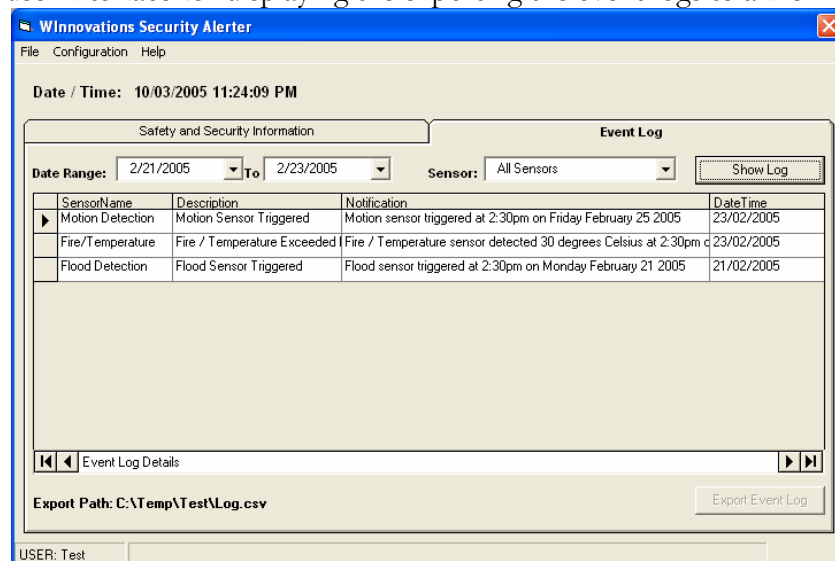 WInnovations Security Alerter
File Configuration Help
Date / Time: 10/03/2005 11:24:09 PM
Safety and Security Information Event Log
Date Range: 2/21/2005 To 2/23/2005 Sensor: All Sensors Show Log
SensorName Description Notification DateTime
Motion Detection Motion Sensor Triggered Motion sensor triggered at 2:30pm on Friday February 25 2005 23/02/2005
Fire/Temperature Fire / Temperature Exceeded Fire / Temperature sensor detected 30 degrees Celsius at 2:30pm 23/02/2005
Flood Detection Flood Sensor Triggered Flood sensor triggered at 2:30pm on Monday February 21 2005 21/02/2005
Event Log Details
Export Path: C:\Temp\Test\Log.csv Export Event Log
USER: Test